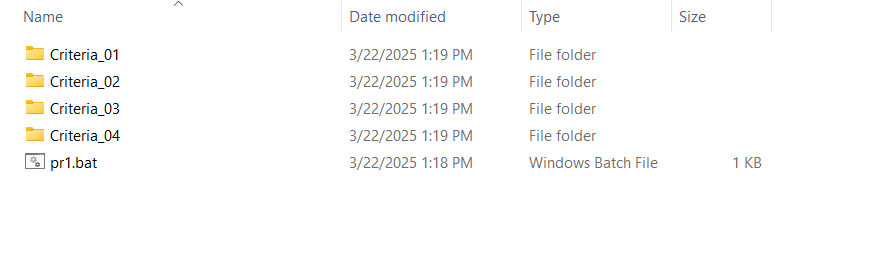 Name Date modified Type Size
Criteria_01 3/22/2025 1:19 PM File folder
Criteria_02 3/22/2025 1:19 PM File folder
Criteria_03 3/22/2025 1:19 PM File folder
Criteria_04 3/22/2025 1:19 PM File folder
pr1.bat 3/22/2025 1:18 PM Windows Batch File 1 KB